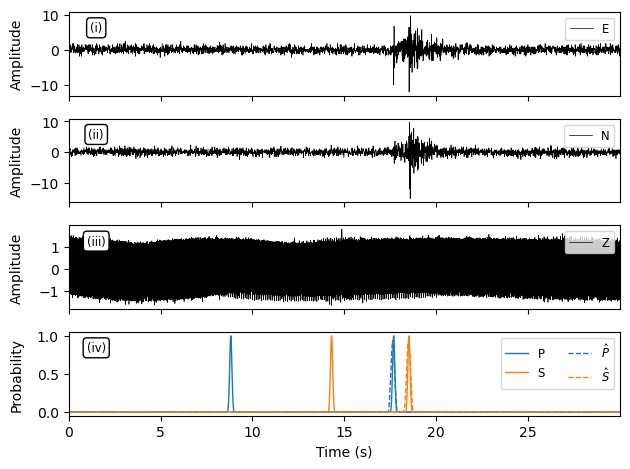 (i)
E
Amplitude
10
0
−10
(ii)
N
Amplitude
10
0
−10
(iii)
Z
Amplitude
1
0
−1
(iv)
P
S
P̂
Ŝ
Probability
1.0
0.5
0.0
0 5 10 15 20 25
Time (s)